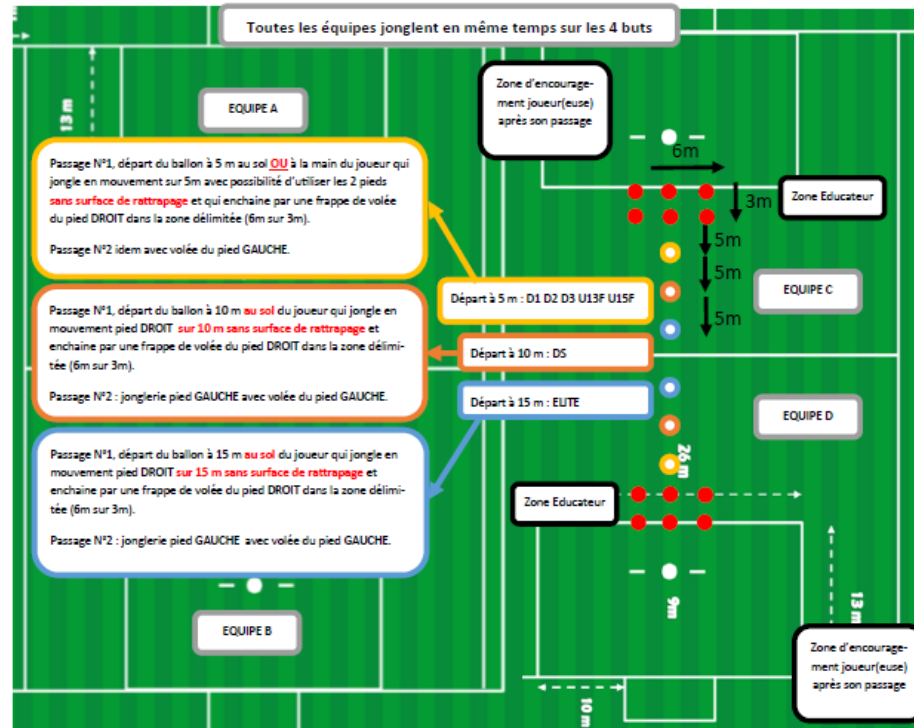 Toutes les équipes jonglent en même temps sur les 4 buts
13 m
EQUIPE A
Zone d'encourage-
ment joueur(euse)
après son passage
6m
3m
Zone Educateur
5m
5m
5m
EQUIPE C
Passage N°1, départ du ballon à 5 m au sol OU à la main du joueur qui
jongle en mouvement sur 5m avec possibilité d'utiliser les 2 pieds
sans surface de rattrapage et qui enchaine par une frappe de volée
du pied DROIT dans la zone délimitée (6m sur 3m).
Passage N°2 idem avec volée du pied GAUCHE.
Départ à 5 m : D1 D2 D3 U13F U15F
Passage N°1, départ du ballon à 10 m au sol du joueur qui jongle en
mouvement pied DROIT sur 10 m sans surface de rattrapage et
enchaine par une frappe de volée du pied DROIT dans la zone délimi-
tée (6m sur 3m).
Passage N°2 : jonglerie pied GAUCHE avec volée du pied GAUCHE.
Départ à 10 m : DS
Départ à 15 m : ELITE
EQUIPE D
Passage N°1, départ du ballon à 15 m au sol du joueur qui jongle en
mouvement pied DROIT sur 15 m sans surface de rattrapage et
enchaine par une frappe de volée du pied DROIT dans la zone délimi-
tée (6m sur 3m).
Passage N°2 : jonglerie pied GAUCHE avec volée du pied GAUCHE.
26 m
Zone Educateur
9m
13 m
EQUIPE B
Zone d'encourage-
ment joueur(euse)
après son passage
10 m